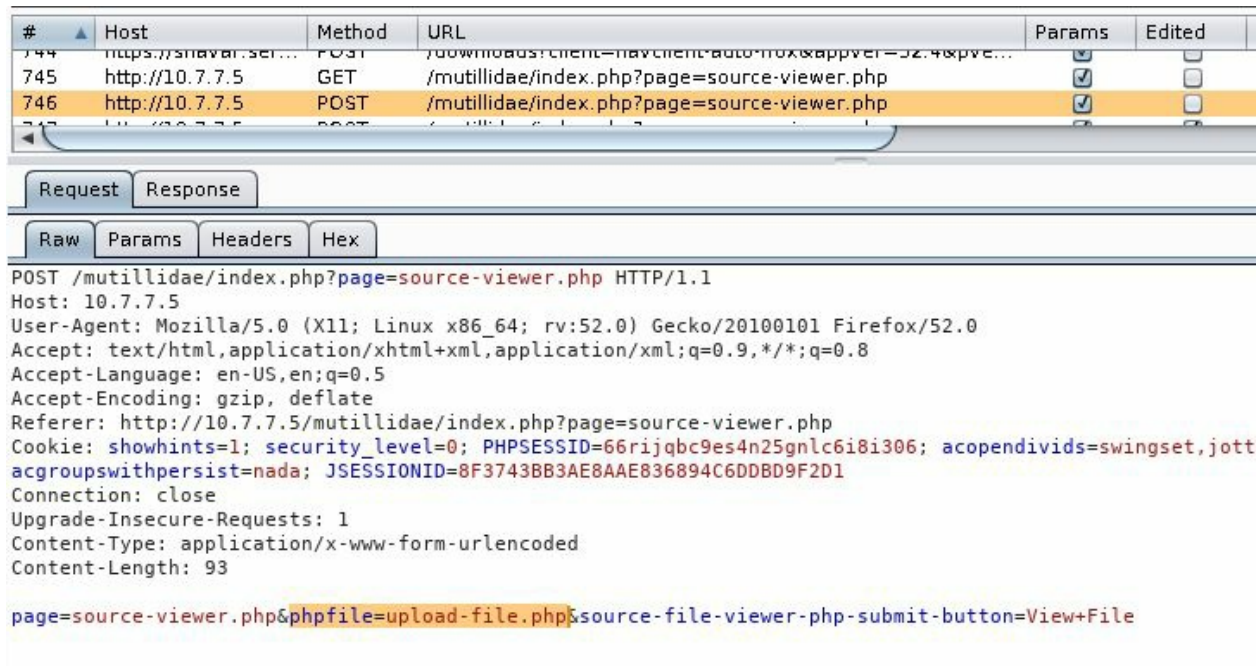 # Host Method URL Params Edited
744 POST
745 http://10.7.7.5 GET /mutillidae/index.php?page=source-viewer.php
746 http://10.7.7.5 POST /mutillidae/index.php?page=source-viewer.php
Request Response
Raw Params Headers Hex
POST /mutillidae/index.php?page=source-viewer.php HTTP/1.1
Host: 10.7.7.5
User-Agent: Mozilla/5.0 (X11; Linux x86_64; rv:52.0) Gecko/20100101 Firefox/52.0
Accept: text/html,application/xhtml+xml,application/xml;q=0.9,*/*;q=0.8
Accept-Language: en-US,en;q=0.5
Accept-Encoding: gzip, deflate
Referer: http://10.7.7.5/mutillidae/index.php?page=source-viewer.php
Cookie: showhints=1; security_level=0; PHPSESSID=66rijqbc9es4n25gnlc6i8i306; acopendivids=swingset,jott
acgroupswithpersist=nada; JSESSIONID=8F3743BB3AE8AAE836894C6DDBD9F2D1
Connection: close
Upgrade-Insecure-Requests: 1
Content-Type: application/x-www-form-urlencoded
Content-Length: 93
page=source-viewer.php&phpfile=upload-file.php&source-file-viewer-php-submit-button=View+File